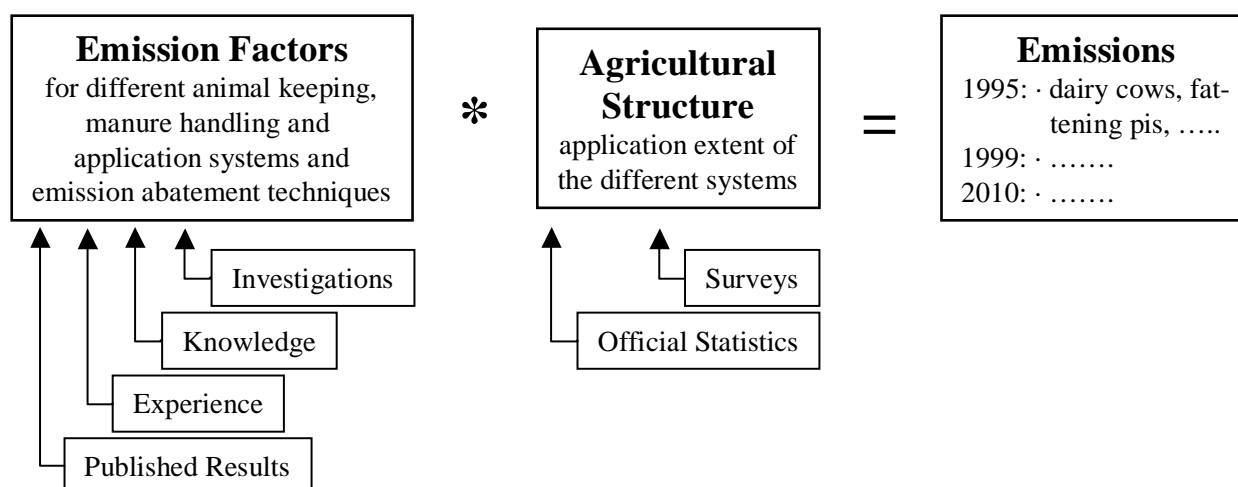 Emission Factors
for different animal keeping,
manure handling and
application systems and
emission abatement techniques
*
Agricultural
Structure
application extent of
the different systems
=
Emissions
1995: · dairy cows, fat-
tening pis, …..
1999: · …….
2010: · …….
Investigations
Knowledge
Experience
Published Results
Surveys
Official Statistics